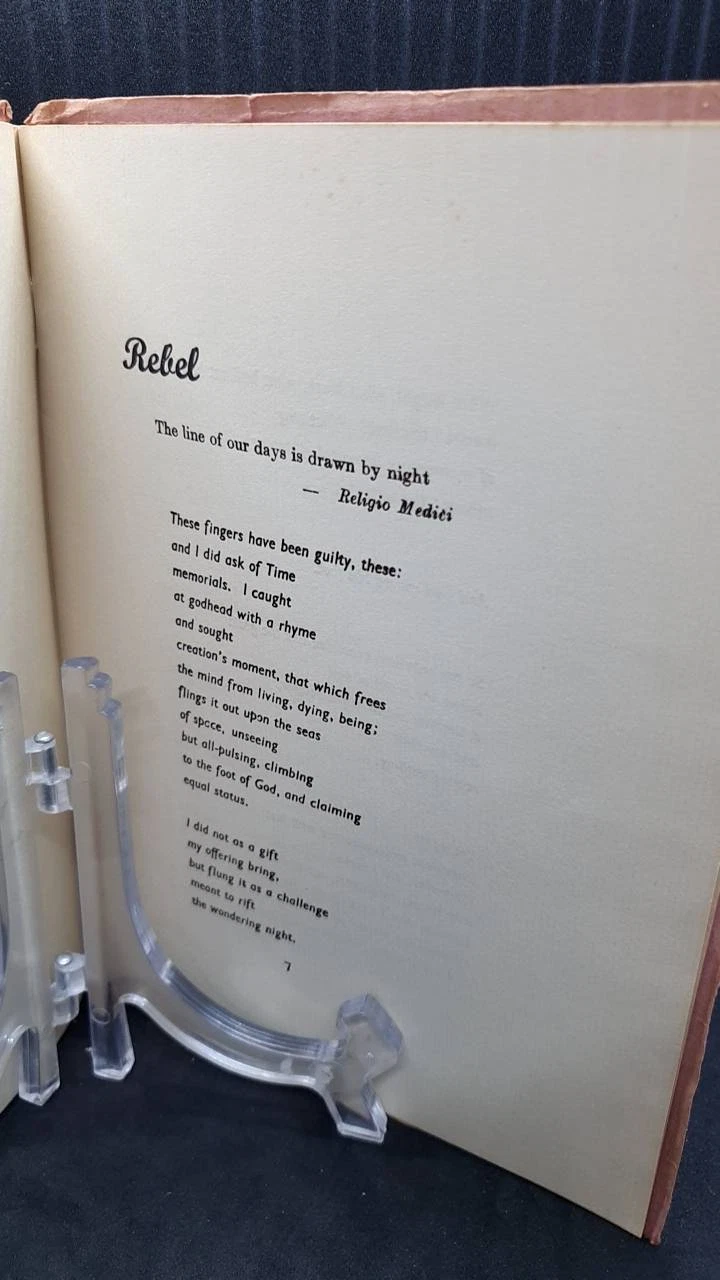 Rebel
The line of our days is drawn by night
— Religio Medici
These fingers have been guilty, these:
and I did ask of Time
memorials. I caught
at godhead with a rhyme
and sought
creation's moment, that which frees
the mind from living, dying, being;
flings it out upon the seas
of space, unseeing
but all-pulsing, climbing
to the foot of God, and claiming
equal status.
I did not as a gift
my offering bring,
but flung it as a challenge
meant to rift
the wondering night.
7